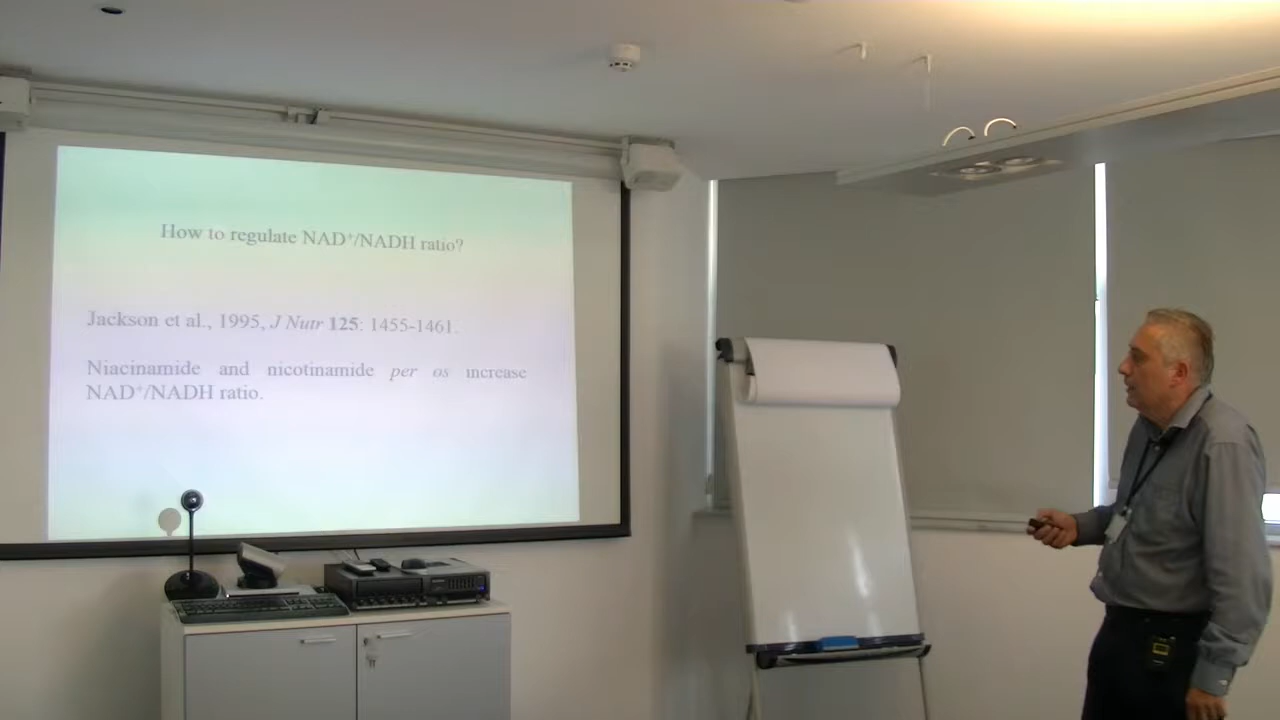 How to regulate NAD⁺/NADH ratio?
Jackson et al., 1995, J Nutr 125: 1455-1461.
Niacinamide and nicotinamide per os increase
NAD⁺/NADH ratio.